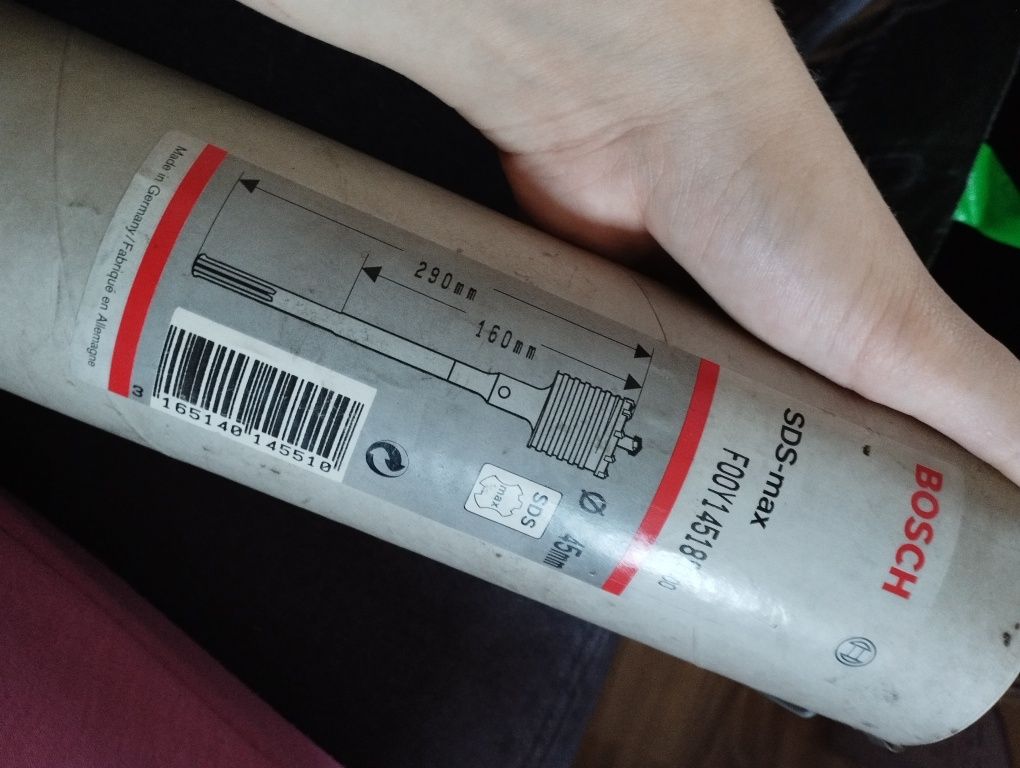 BOSCH
SDS-max
290mm
160mm
45mm
SDS
max
3 165140 145510
Made in Germany/Fabriqué en Allemagne